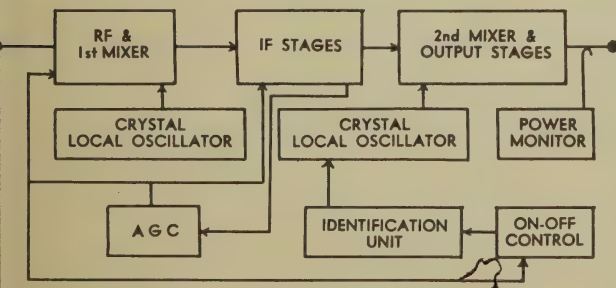 RF &
1st MIXER
IF STAGES
2nd MIXER &
OUTPUT STAGES
CRYSTAL
LOCAL OSCILLATOR
CRYSTAL
LOCAL OSCILLATOR
POWER
MONITOR
AGC
IDENTIFICATION
UNIT
ON-OFF
CONTROL